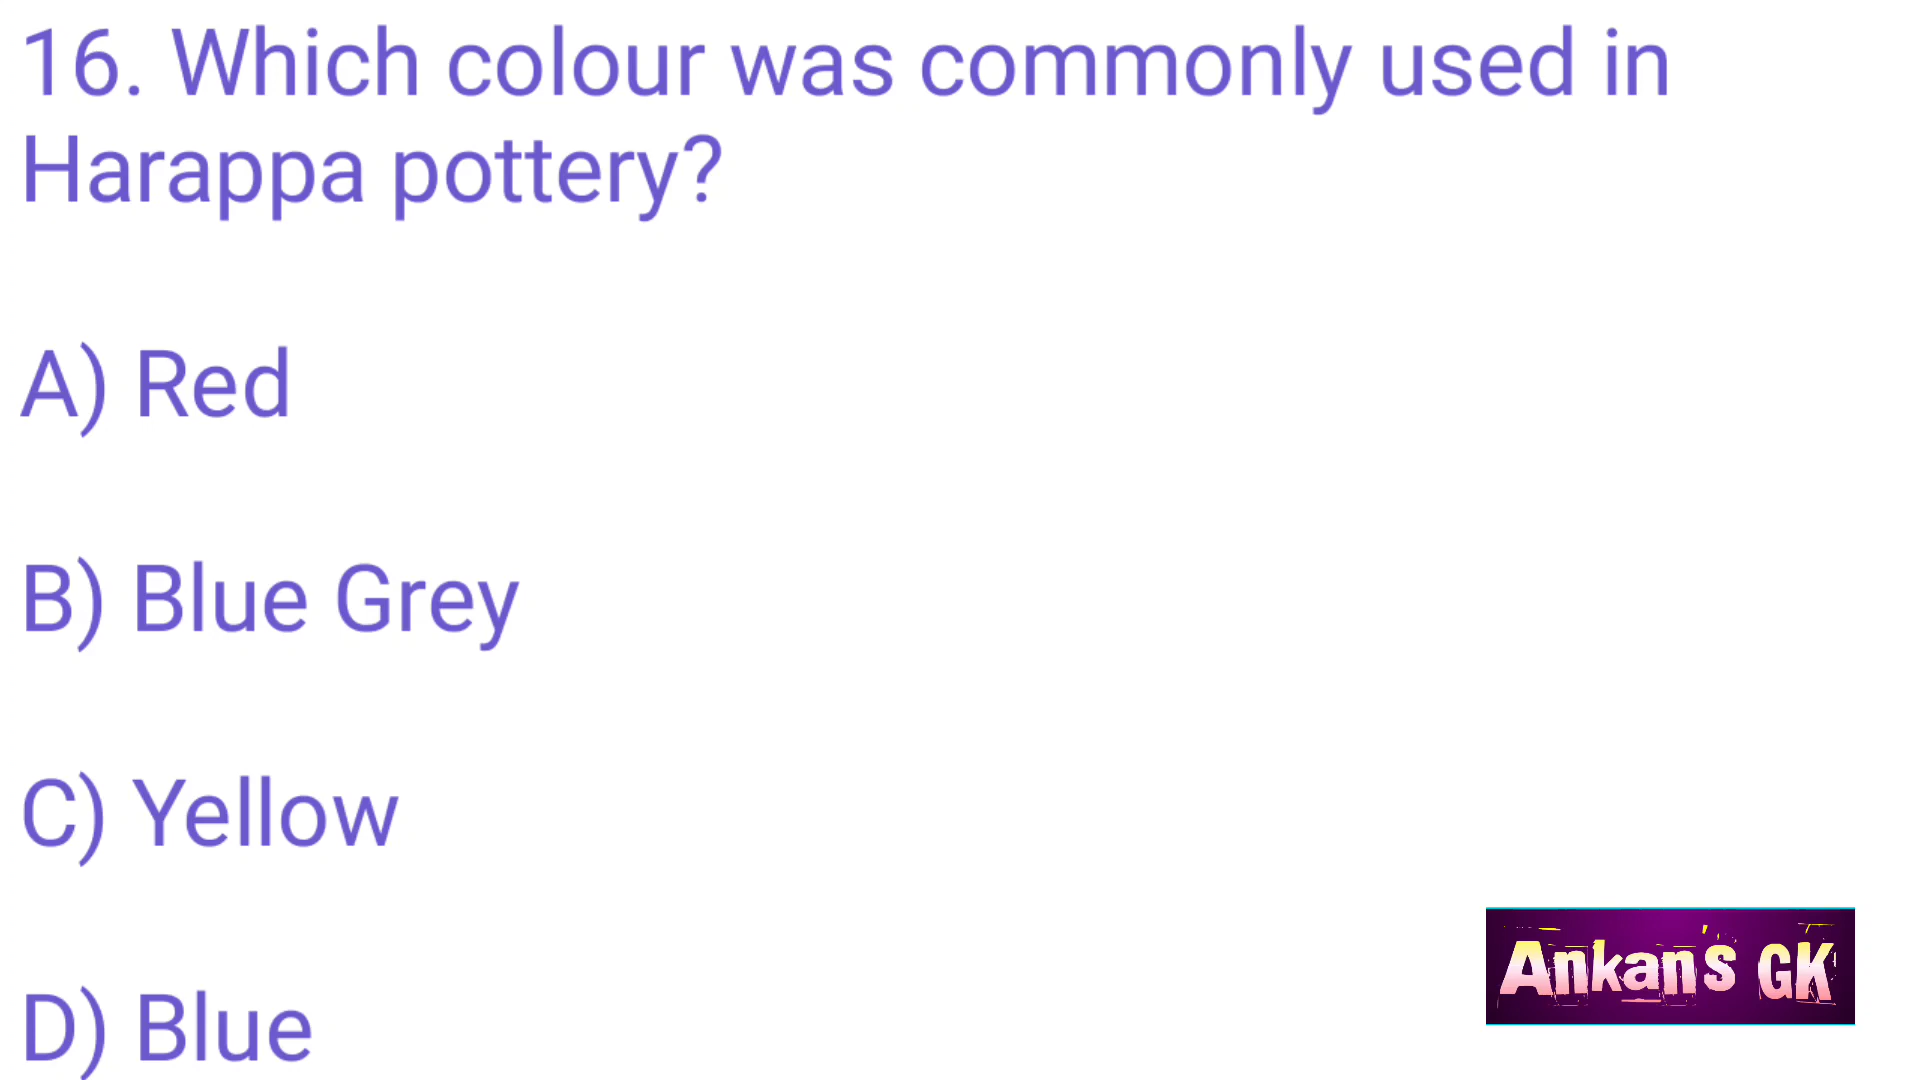 16. Which colour was commonly used in
Harappa pottery?
A) Red
B) Blue Grey
C) Yellow
D) Blue
Ankan's GK